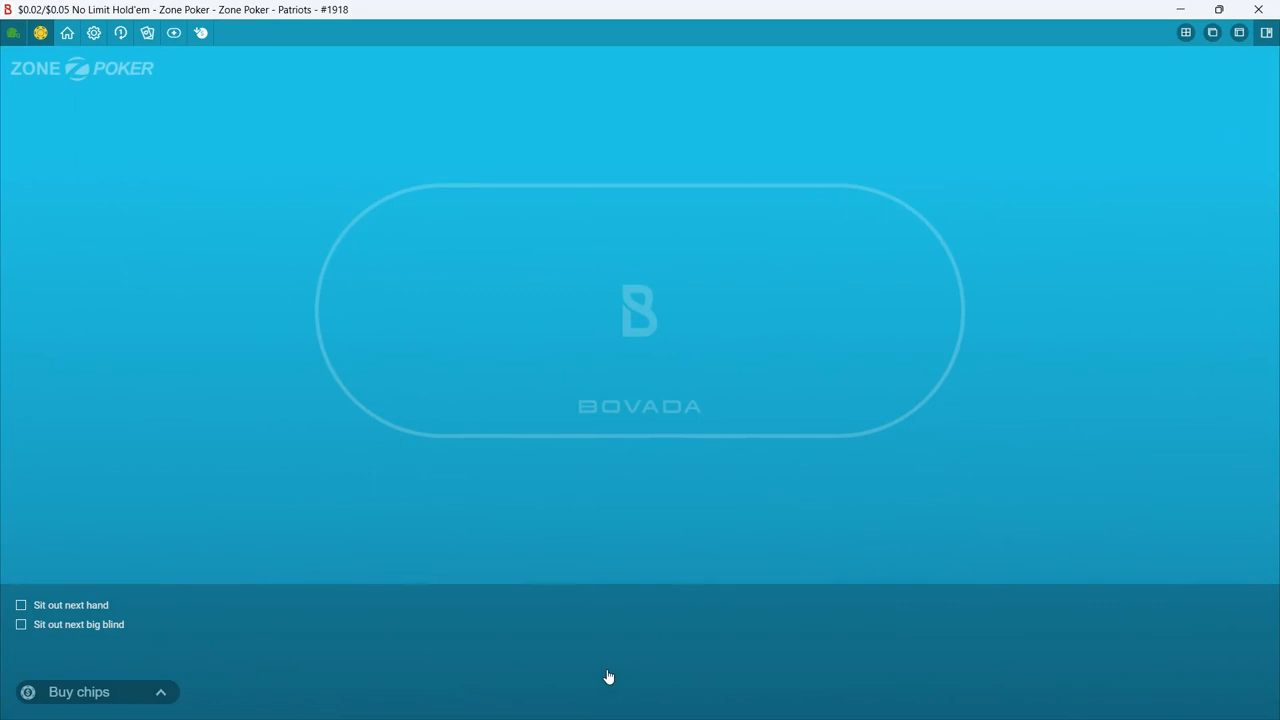 $0.02/$0.05 No Limit Hold'em - Zone Poker - Zone Poker - Patriots - #1918
ZONE POKER
B
BOVADA
Sit out next hand
Sit out next big blind
Buy chips